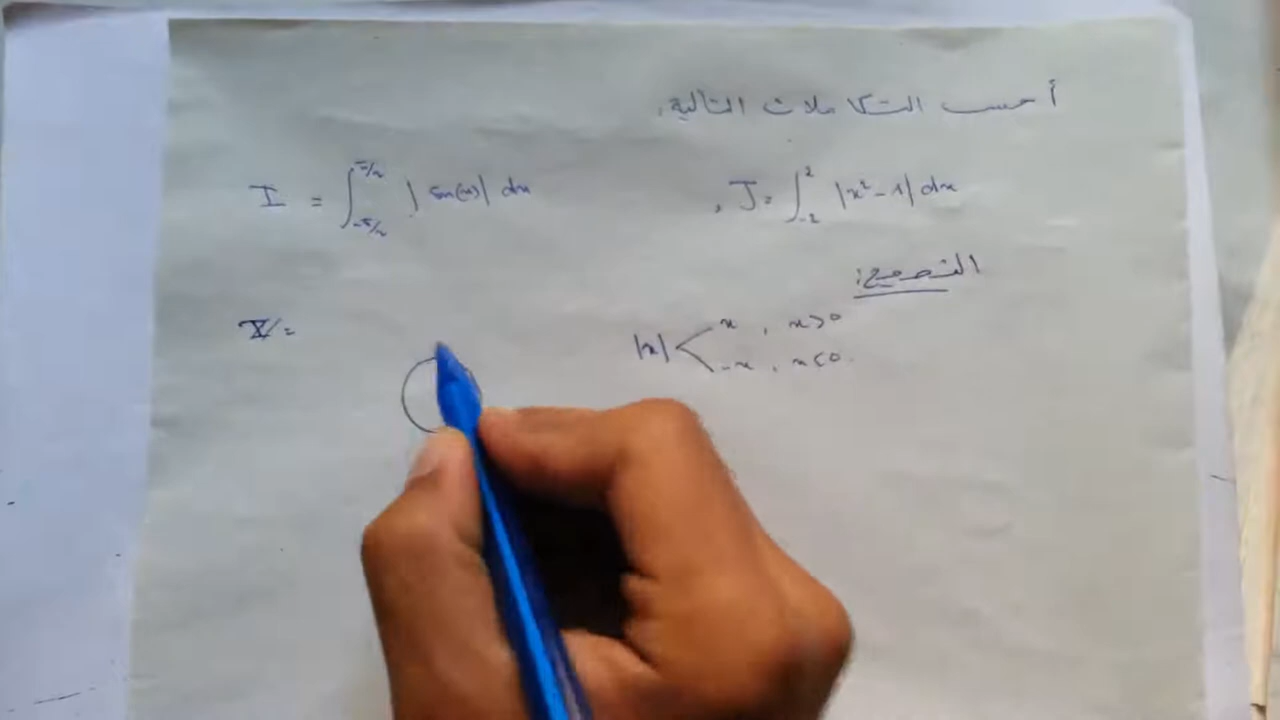 أحسب التكاملات التالية.
I = ∫_{-π/2}^{π/2} |sin(x)| dx , J = ∫_{-2}^{2} |x² - 1| dx
التصحيح:
|x| < x , x>0
-x , x<0.